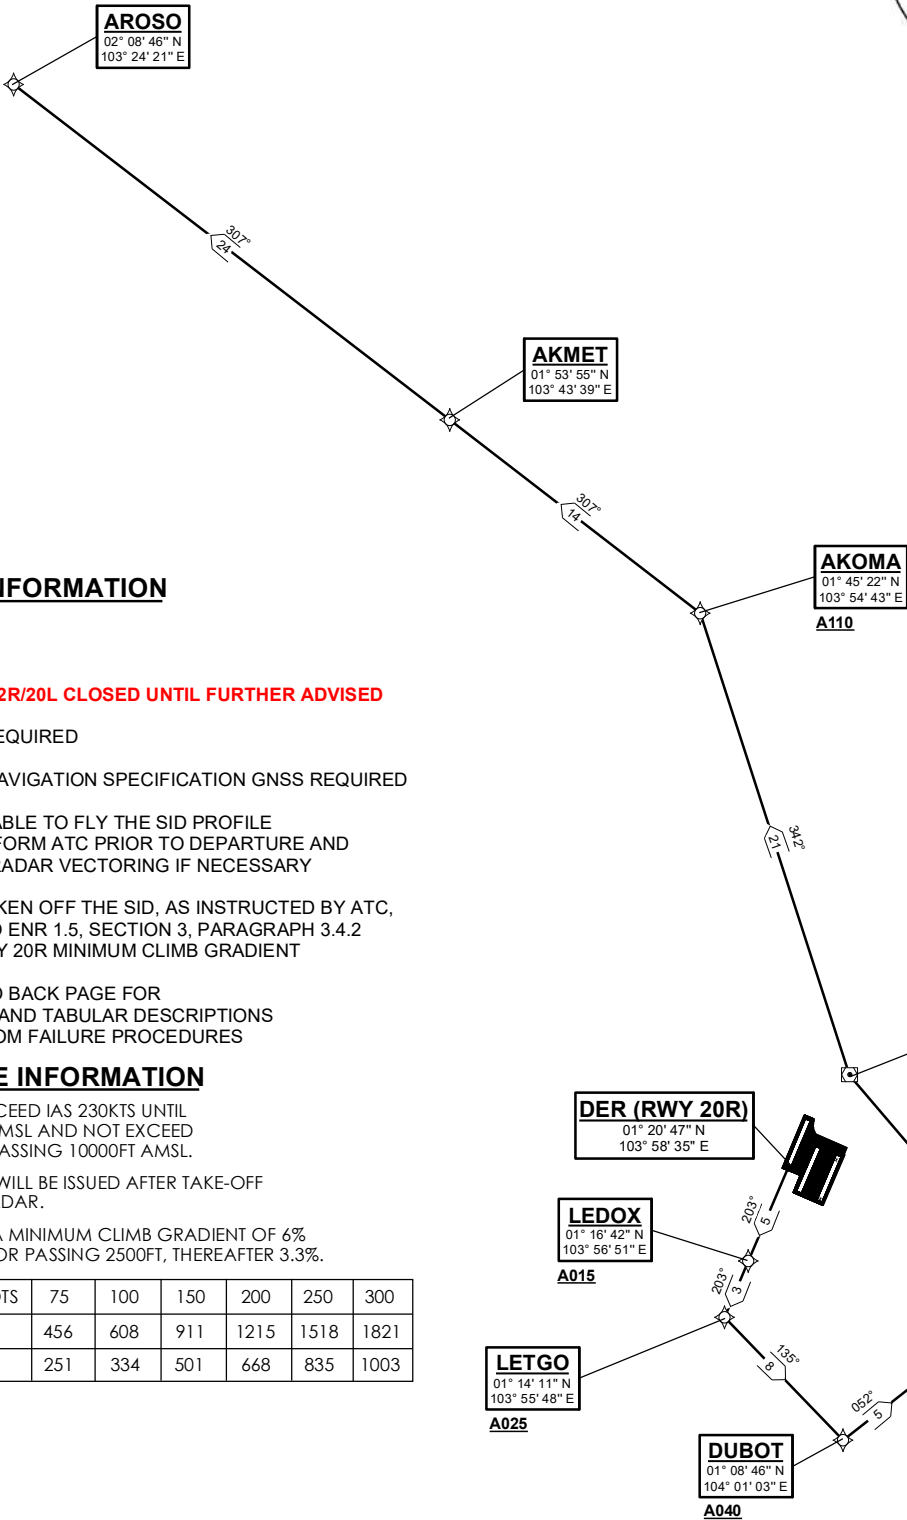 AROSO
02° 08' 46" N
103° 24' 21" E
307°
24
AKMET
01° 53' 55" N
103° 43' 39" E
307°
14
AKOMA
01° 45' 22" N
103° 54' 43" E
A110
342°
21
NFORMATION
2R/20L CLOSED UNTIL FURTHER ADVISED
EQUIRED
AVIGATION SPECIFICATION GNSS REQUIRED
ABLE TO FLY THE SID PROFILE
FORM ATC PRIOR TO DEPARTURE AND
RADAR VECTORING IF NECESSARY
KEN OFF THE SID, AS INSTRUCTED BY ATC,
O ENR 1.5, SECTION 3, PARAGRAPH 3.4.2
Y 20R MINIMUM CLIMB GRADIENT
O BACK PAGE FOR
AND TABULAR DESCRIPTIONS
OM FAILURE PROCEDURES
E INFORMATION
CEED IAS 230KTS UNTIL
MSL AND NOT EXCEED
ASSING 10000FT AMSL.
WILL BE ISSUED AFTER TAKE-OFF
DAR.
A MINIMUM CLIMB GRADIENT OF 6%
OR PASSING 2500FT, THEREAFTER 3.3%.
OTS 75 100 150 200 250 300
456 608 911 1215 1518 1821
251 334 501 668 835 1003
DER (RWY 20R)
01° 20' 47" N
103° 58' 35" E
203°
5
LEDOX
01° 16' 42" N
103° 56' 51" E
A015
203°
3
LETGO
01° 14' 11" N
103° 55' 48" E
A025
135°
8
052°
5
DUBOT
01° 08' 46" N
104° 01' 03" E
A040